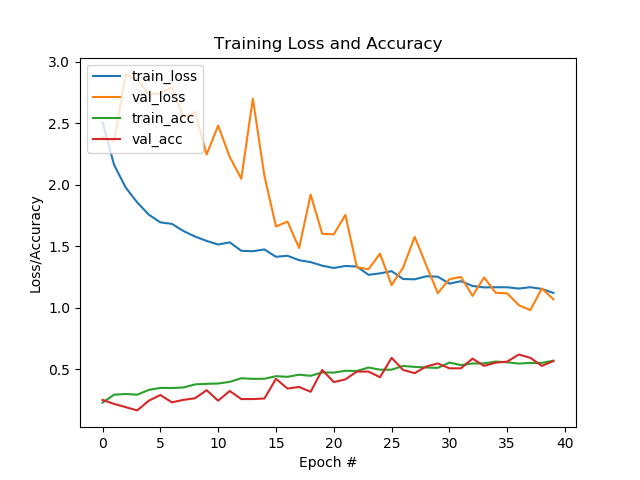 Training Loss and Accuracy
3.0
2.5
2.0
1.5
1.0
0.5
Loss/Accuracy
train_loss
val_loss
train_acc
val_acc
0 5 10 15 20 25 30 35 40
Epoch #